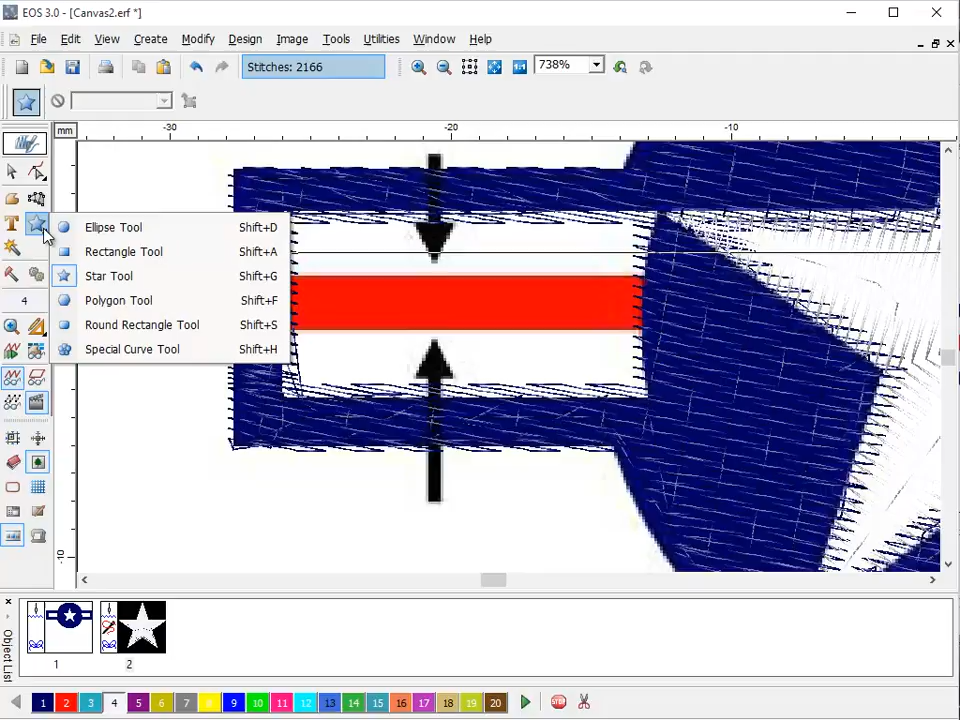 EOS 3.0 - [Canvas2.erf *]
File Edit View Create Modify Design Image Tools Utilities Window Help
Stitches: 2166
738%
mm
-30
-20
-10
T
Ellipse Tool Shift+D
Rectangle Tool Shift+A
Star Tool Shift+G
Polygon Tool Shift+F
Round Rectangle Tool Shift+S
Special Curve Tool Shift+H
4
-10
Object List
1 2
1 2 3 4 5 6 7 8 9 10 11 12 13 14 15 16 17 18 19 20
STOP